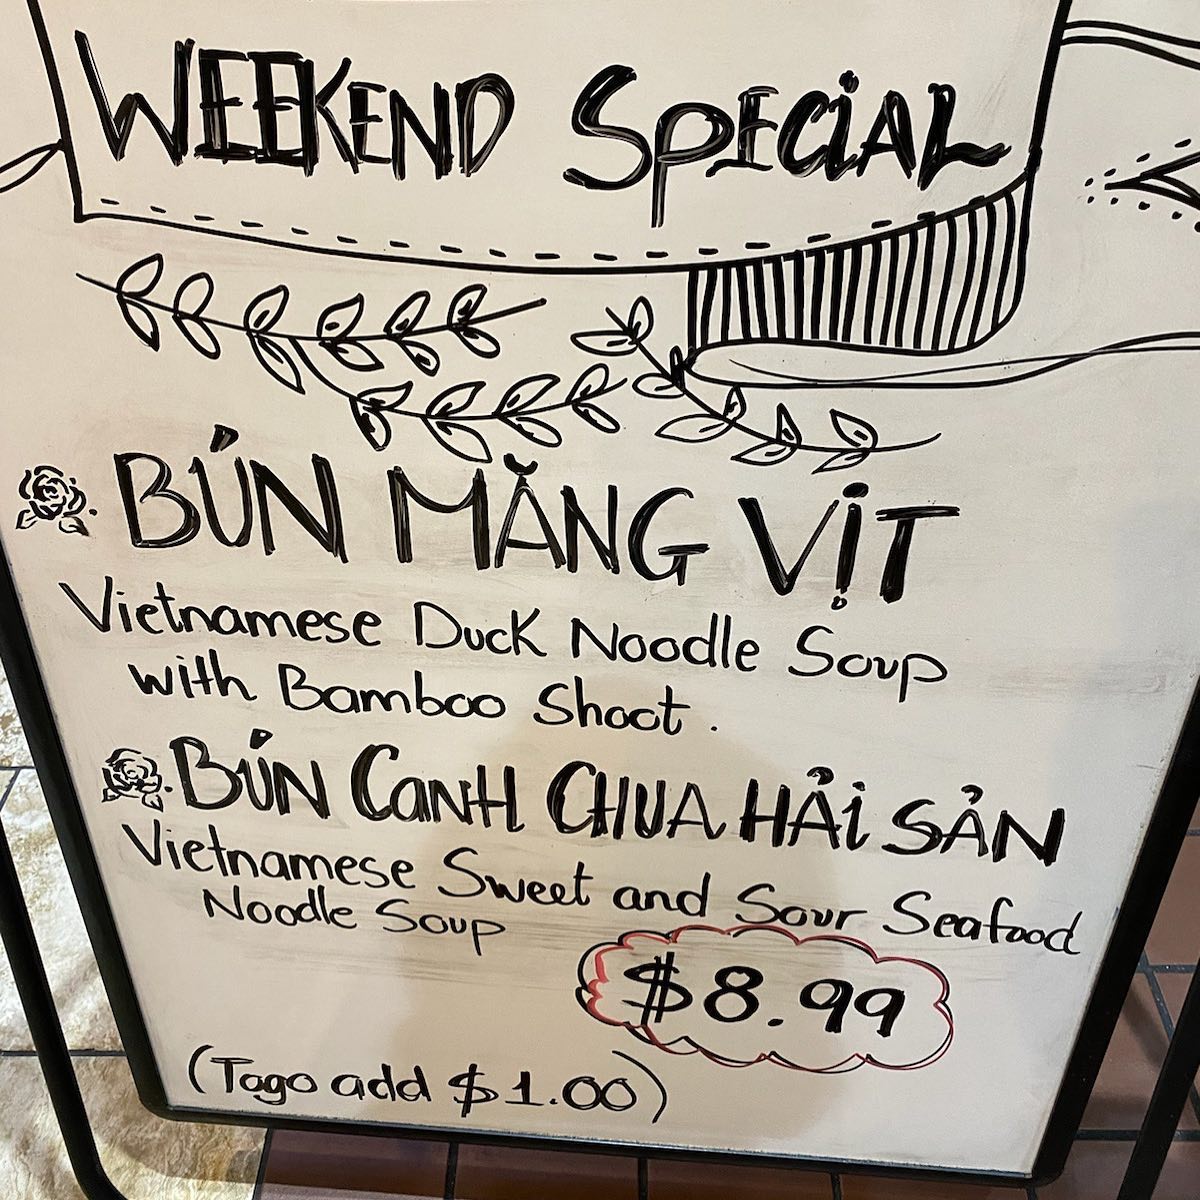 WEEKEND SPECIAL
BÚN MĂNG VỊT
Vietnamese Duck Noodle Soup
with Bamboo Shoot.
BÚN CANH CHUA HẢI SẢN
Vietnamese Sweet and Sour Seafood
Noodle Soup
$8.99
(Togo add $1.00)